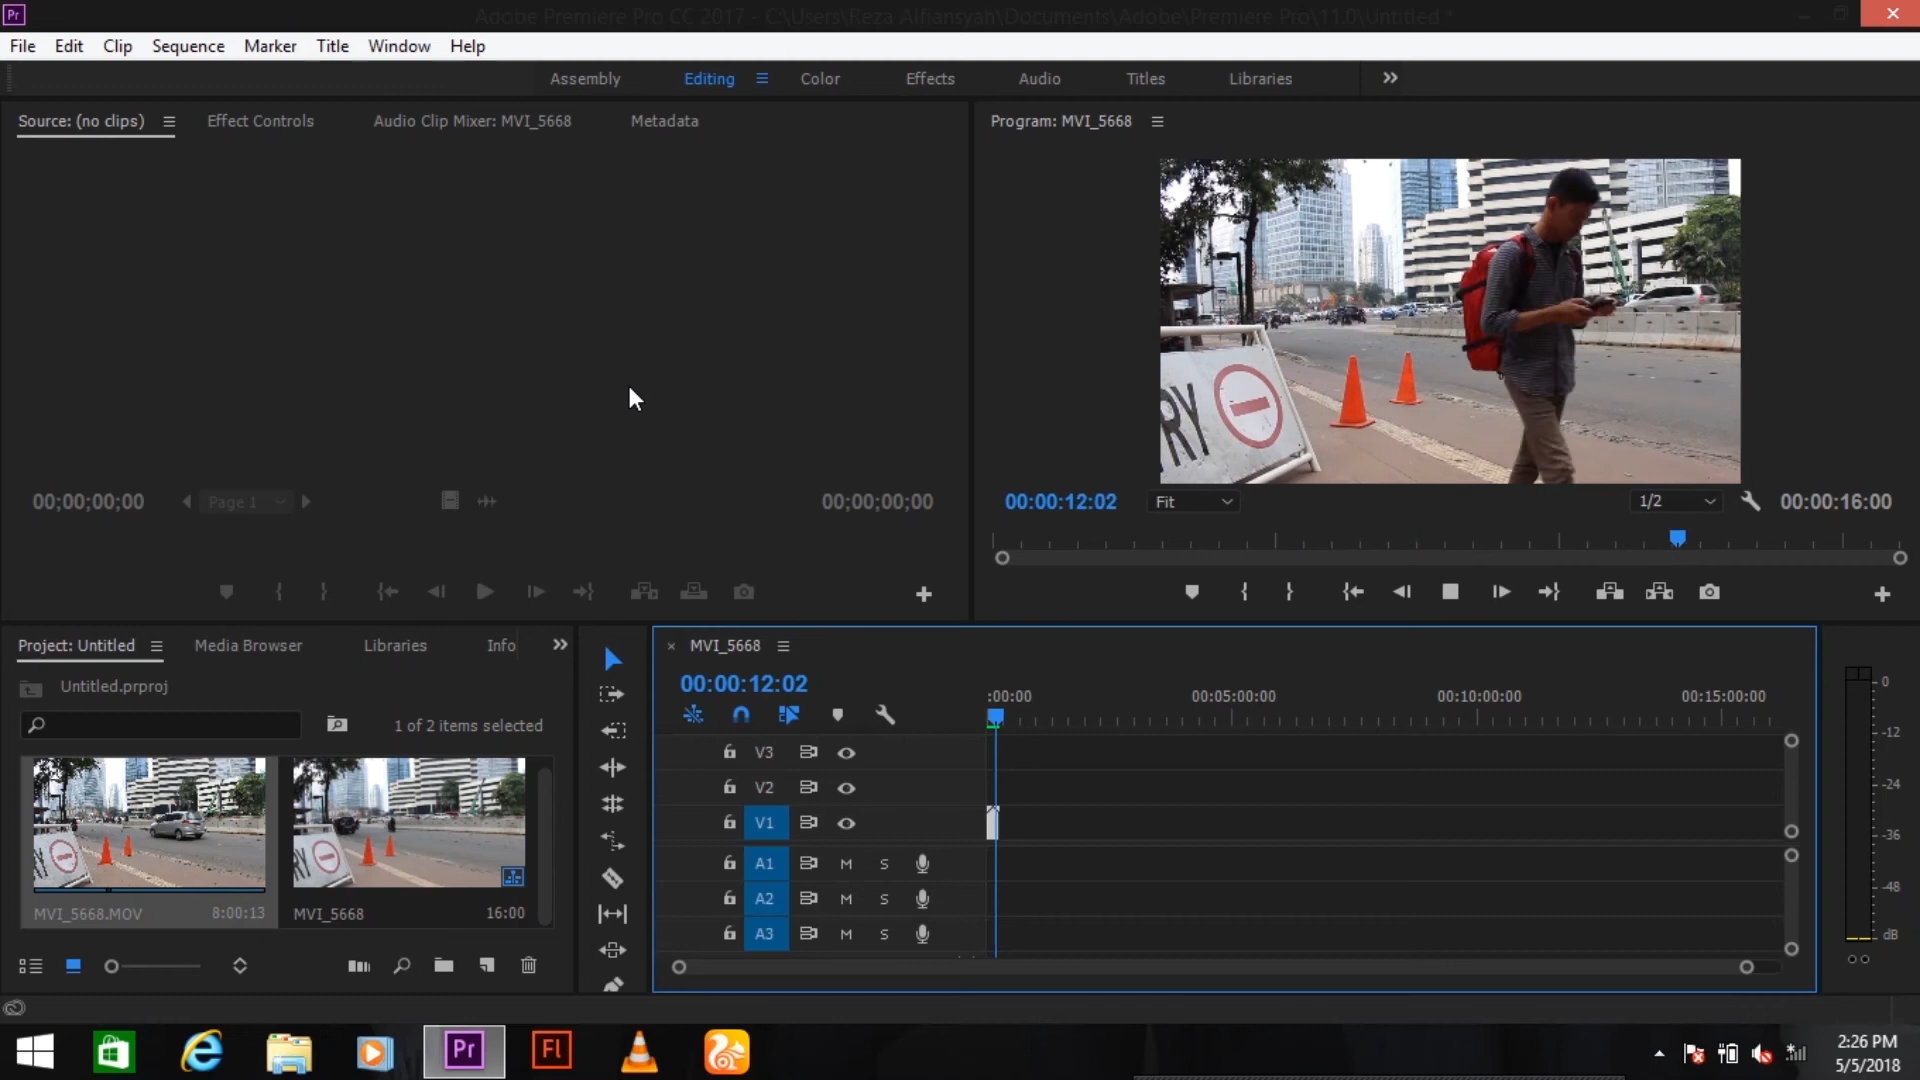 Pr
Adobe Premiere Pro CC 2017 - C:\Users\Reza Alfiansyah\Documents\Adobe\Premiere Pro\11.0\Untitled *
File Edit Clip Sequence Marker Title Window Help
Assembly Editing Color Effects Audio Titles Libraries
Source: (no clips) Effect Controls Audio Clip Mixer: MVI_5668 Metadata
Program: MVI_5668
RY
00;00;00;00 Page 1 00;00;00;00
00:00:12:02 Fit 1/2 00:00:16:00
Project: Untitled Media Browser Libraries Info
Untitled.prproj
1 of 2 items selected
RY
RY
MVI_5668.MOV 8:00:13
MVI_5668 16:00
× MVI_5668
00:00:12:02
:00:00 00:05:00:00 00:10:00:00 00:15:00:00
V3
V2
V1
A1 M S
A2 M S
A3 M S
0
-12
-24
-36
-48
dB
Pr
Fl
2:26 PM
5/5/2018